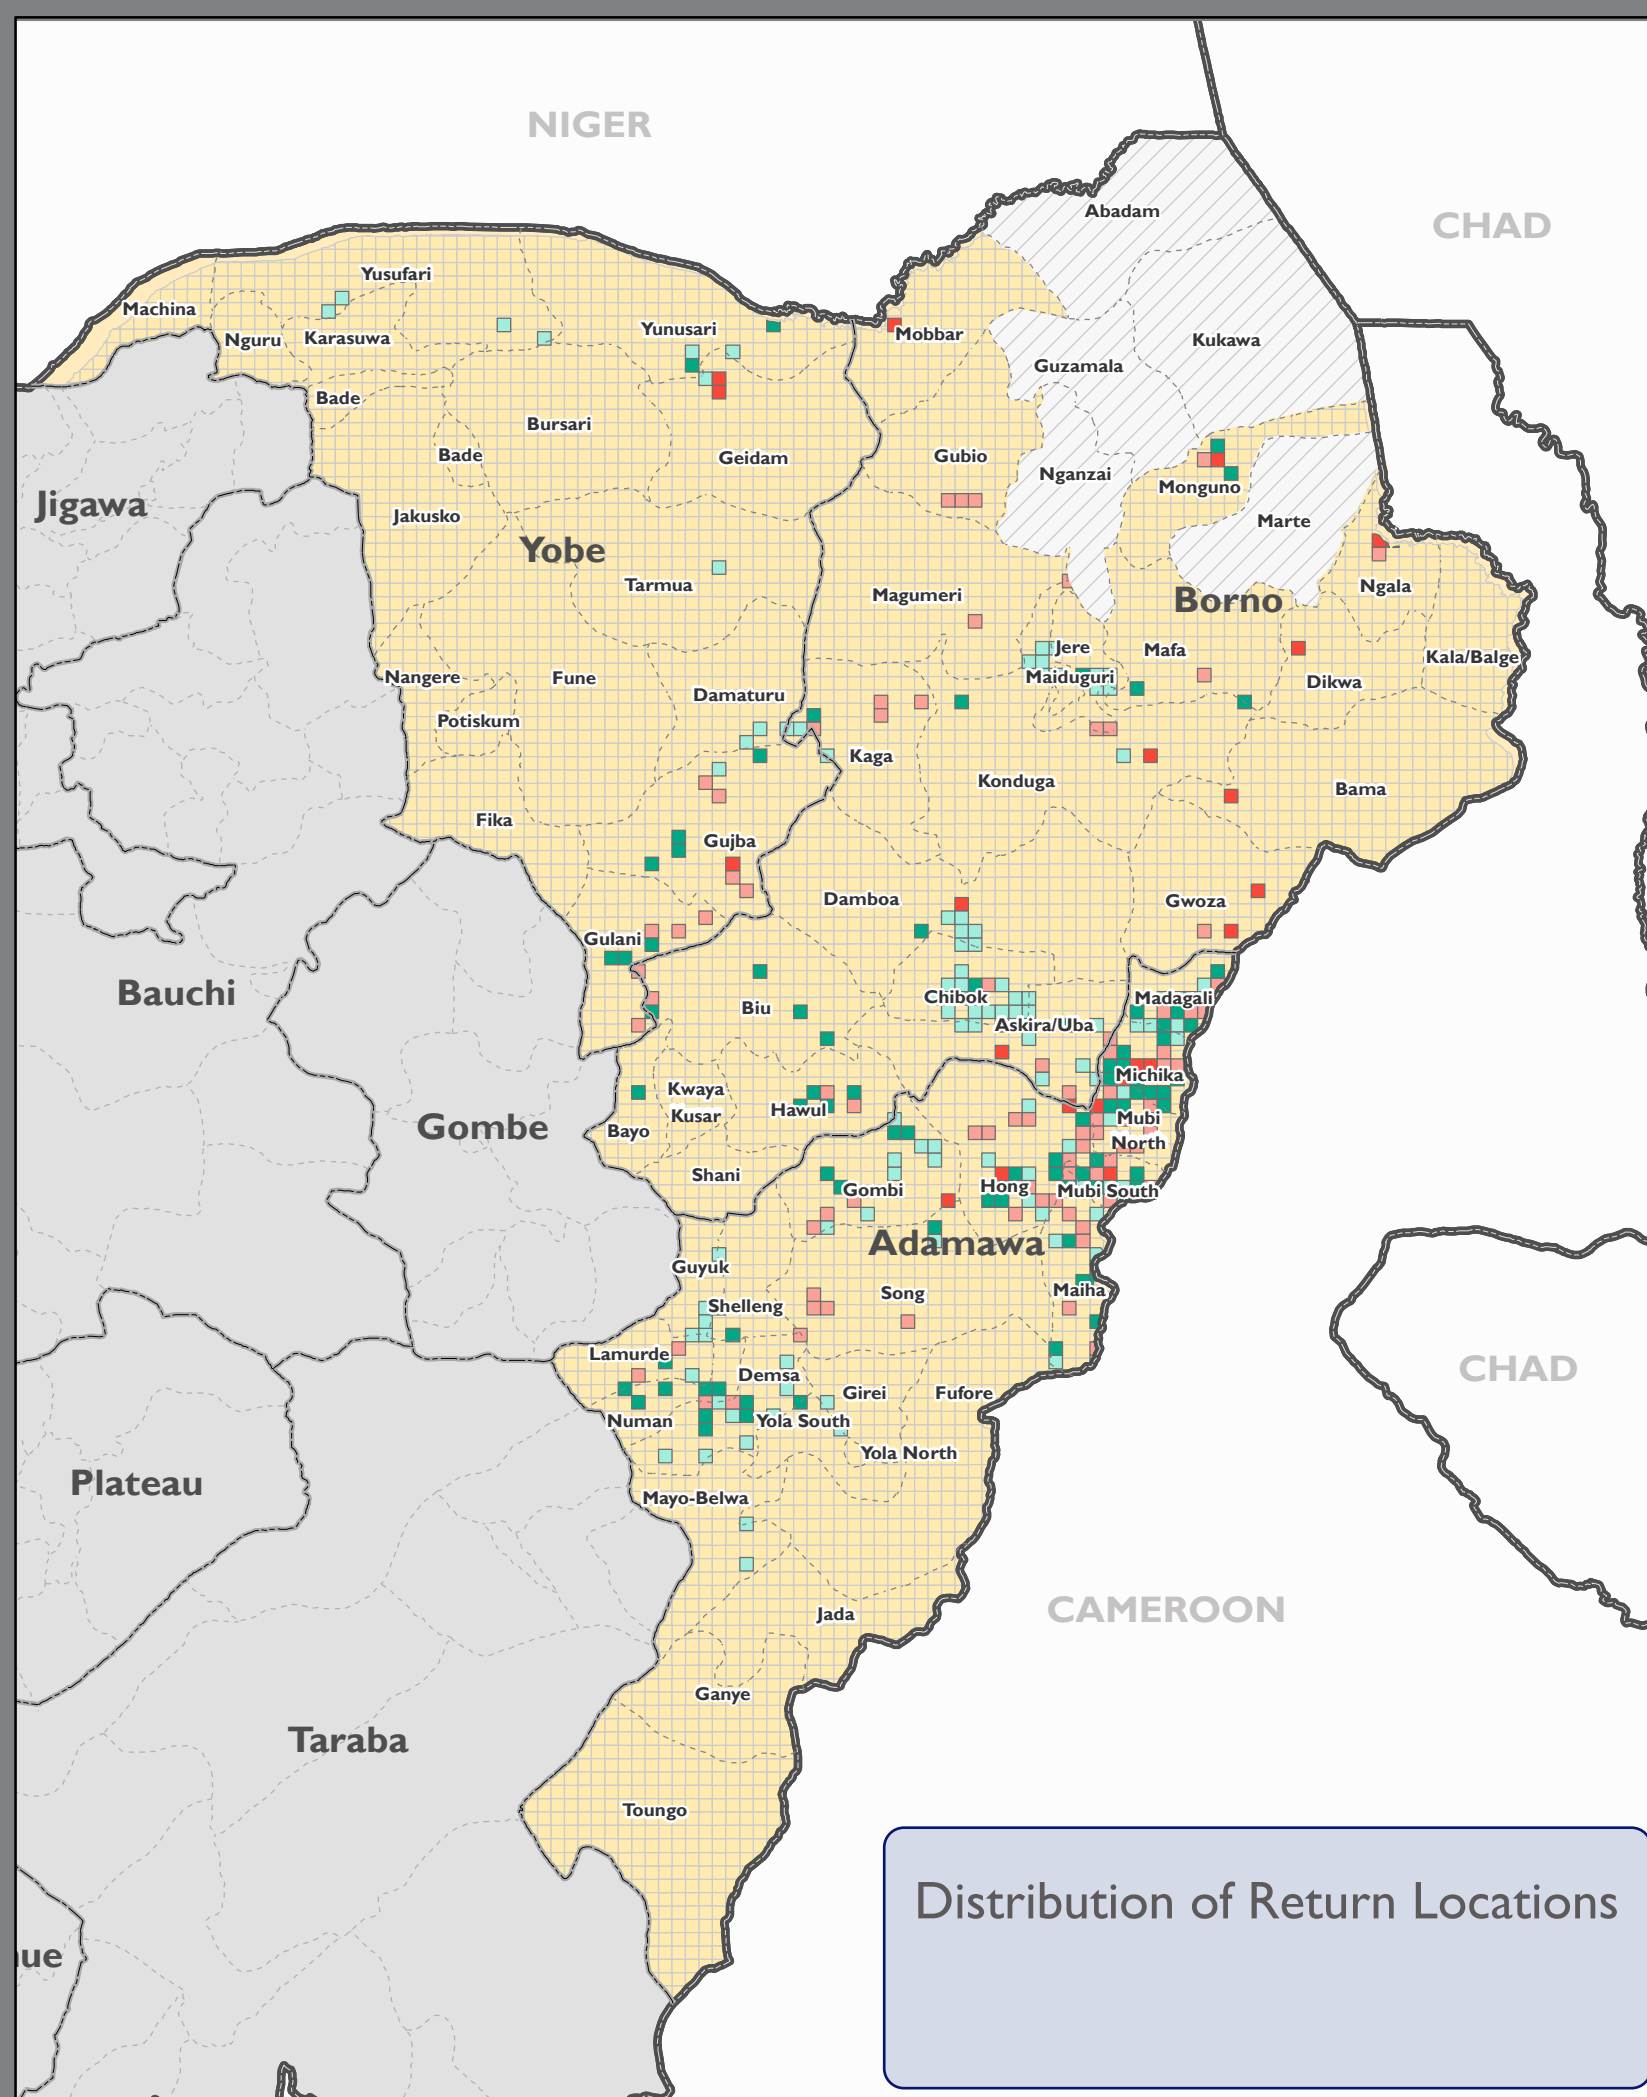 NIGER
Abadam
CHAD
Yusufari
Machina
Yunusari
Mobbar
Nguru
Karasuwa
Kukawa
Guzamala
Bade
Bursari
Bade
Geidam
Gubio
Nganzai
Monguno
Jigawa
Jakusko
Marte
Yobe
Tarmua
Magumeri
Borno
Ngala
Jere
Mafa
Kala/Balge
Nangere
Fune
Maiduguri
Dikwa
Damaturu
Potiskum
Kaga
Konduga
Bama
Fika
Gujba
Damboa
Gwoza
Gulani
Bauchi
Chibok
Madagali
Biu
Askira/Uba
Michika
Kwaya
Kusar
Hawul
Gombe
Bayo
Mubi
North
Shani
Gombi
Hong
Mubi South
Adamawa
Guyuk
Song
Maiha
Shelleng
Lamurde
CHAD
Demsa
Girei
Fufore
Numan
Yola South
Yola North
Plateau
Mayo-Belwa
CAMEROON
Jada
Ganye
Taraba
Toungo
Distribution of Return Locations
ue